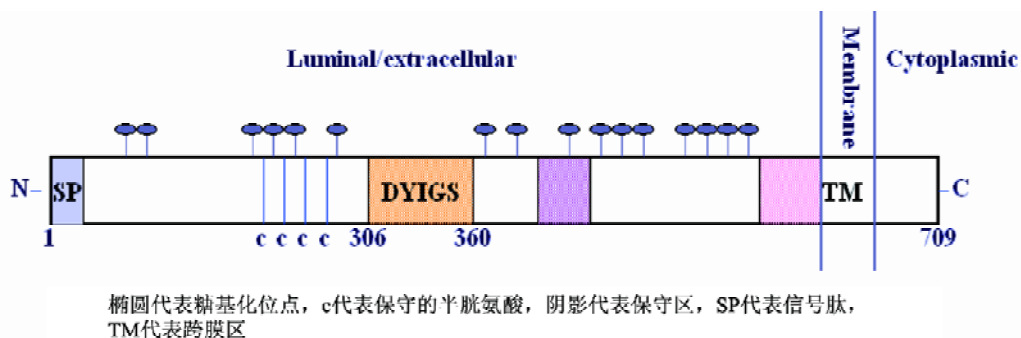 Luminal/extracellular
Membrane
Cytoplasmic
N
SP
DYIGS
TM
C
1
c c c c
306
360
709
椭圆代表糖基化位点，c代表保守的半胱氨酸，阴影代表保守区，SP代表信号肽，
TM代表跨膜区